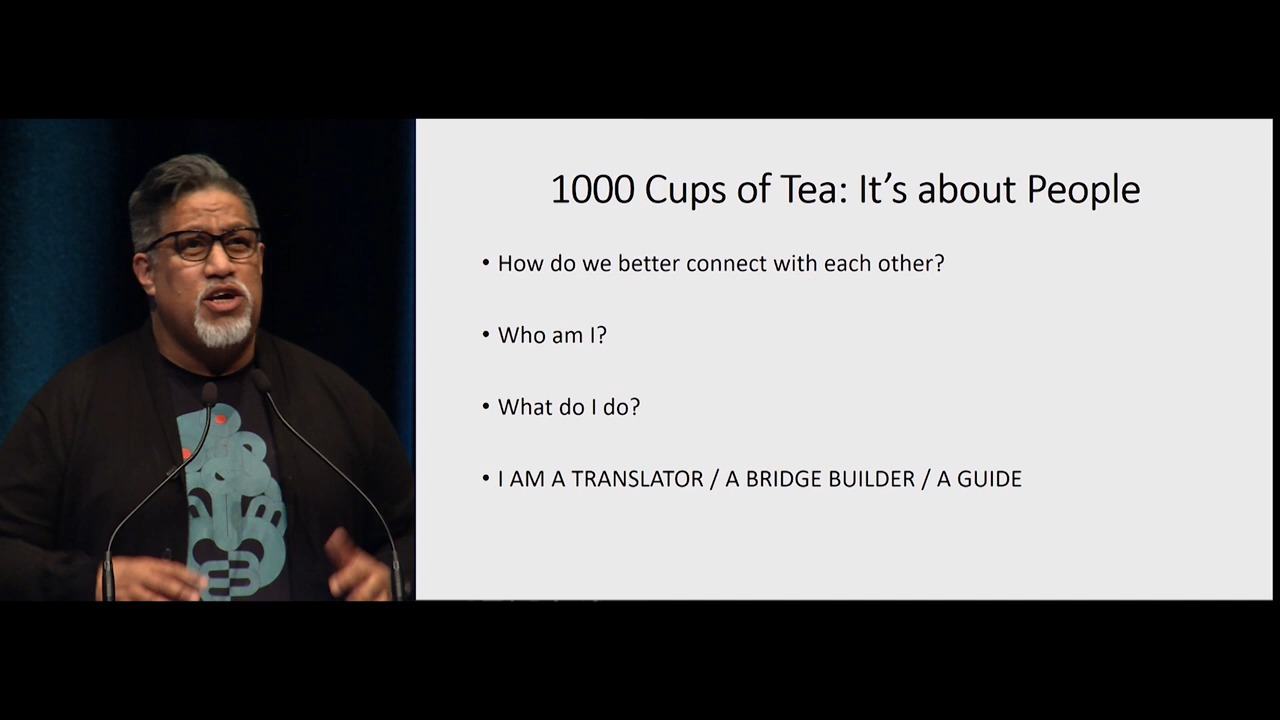 1000 Cups of Tea: It’s about People
• How do we better connect with each other?
• Who am I?
• What do I do?
• I AM A TRANSLATOR / A BRIDGE BUILDER / A GUIDE